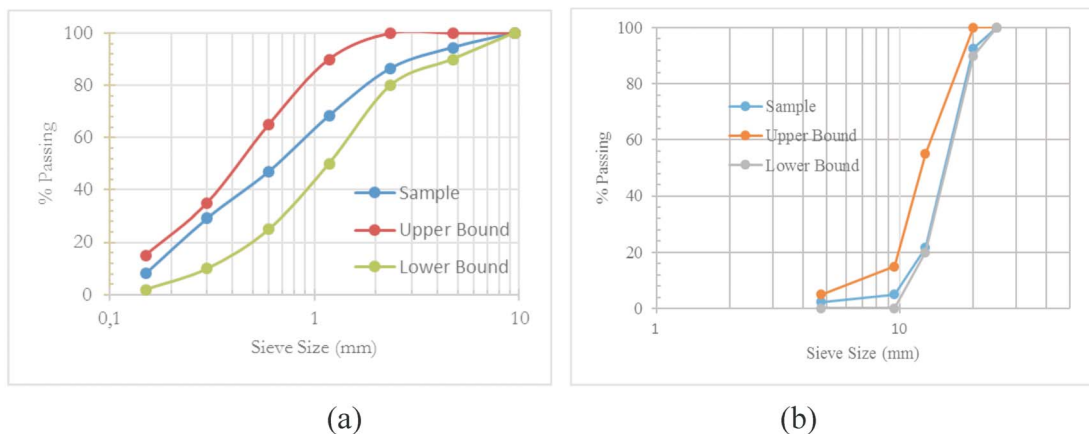 100
80
60
40
20
0
% Passing
0,1
1
10
Sieve Size (mm)
Sample
Upper Bound
Lower Bound
(a)
100
80
60
40
20
0
% Passing
1
10
Sieve Size (mm)
Sample
Upper Bound
Lower Bound
(b)